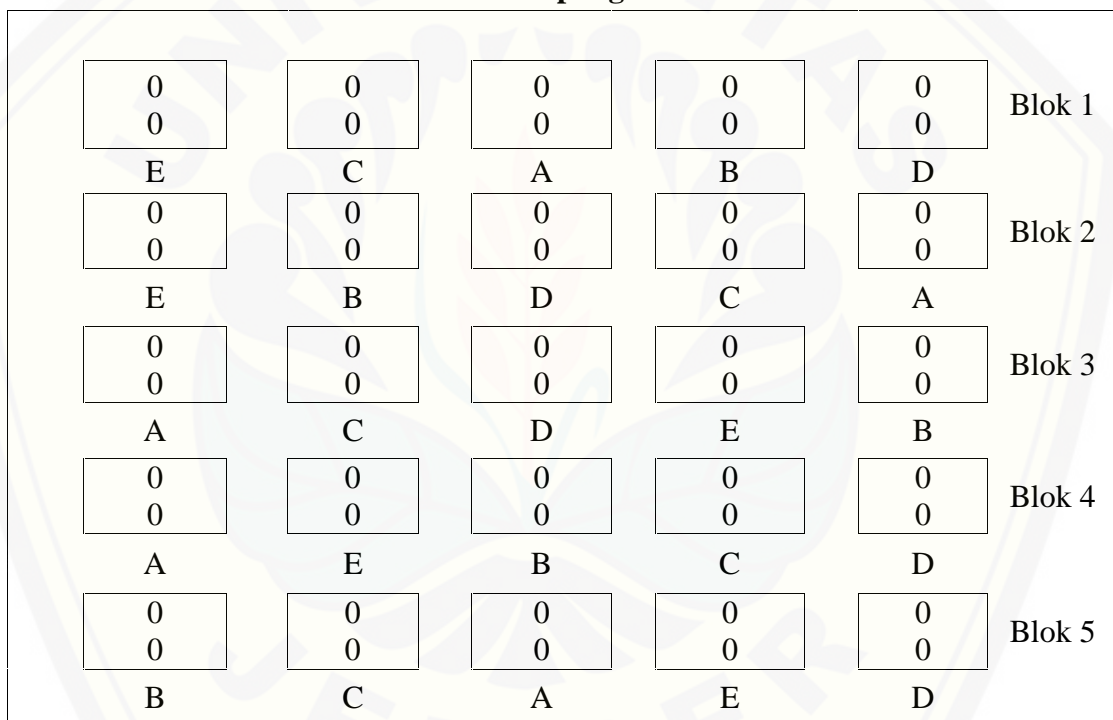 0 0 0 0 0
0 0 0 0 0 Blok 1
E C A B D
0 0 0 0 0
0 0 0 0 0 Blok 2
E B D C A
0 0 0 0 0
0 0 0 0 0 Blok 3
A C D E B
0 0 0 0 0
0 0 0 0 0 Blok 4
A E B C D
0 0 0 0 0
0 0 0 0 0 Blok 5
B C A E D